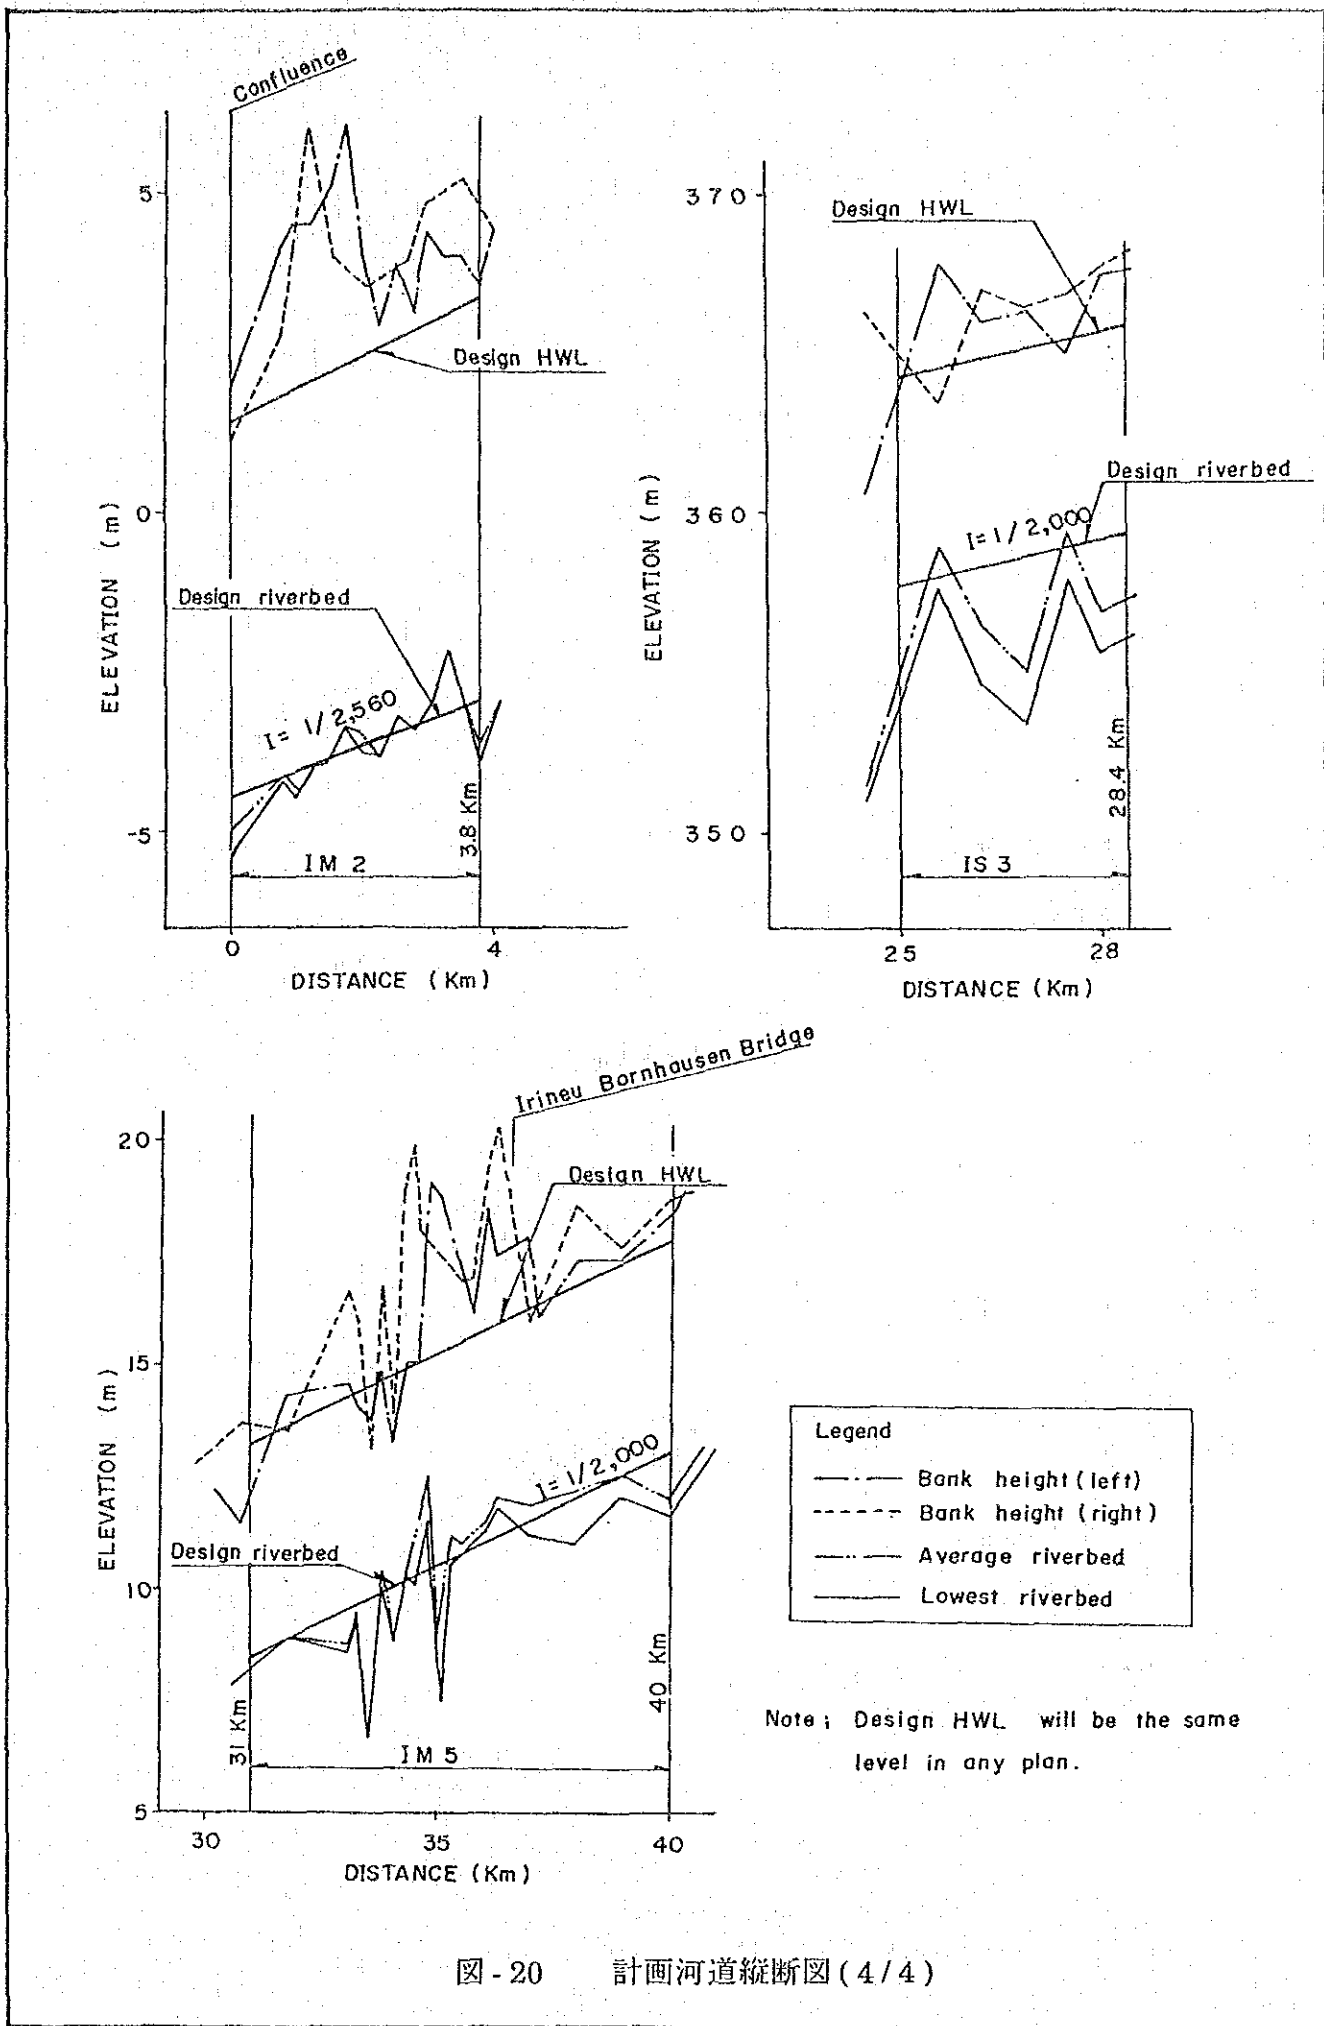 Confluence
5
0
-5
ELEVATION (m)
Design HWL
Design riverbed
I= 1/2,560
3.8 Km
IM 2
0
4
DISTANCE (Km)
370
360
350
ELEVATION (m)
Design HWL
Design riverbed
I=1/2,000
28.4 Km
IS 3
25
28
DISTANCE (Km)
Irineu Bornhausen Bridge
20
15
10
5
ELEVATION (m)
Design HWL
I=1/2,000
Design riverbed
31 Km
40 Km
IM 5
30
35
40
DISTANCE (Km)
Legend
Bank height (left)
Bank height (right)
Average riverbed
Lowest riverbed
Note ; Design HWL will be the same
level in any plan.
図-20 計画河道縦断図(4/4)